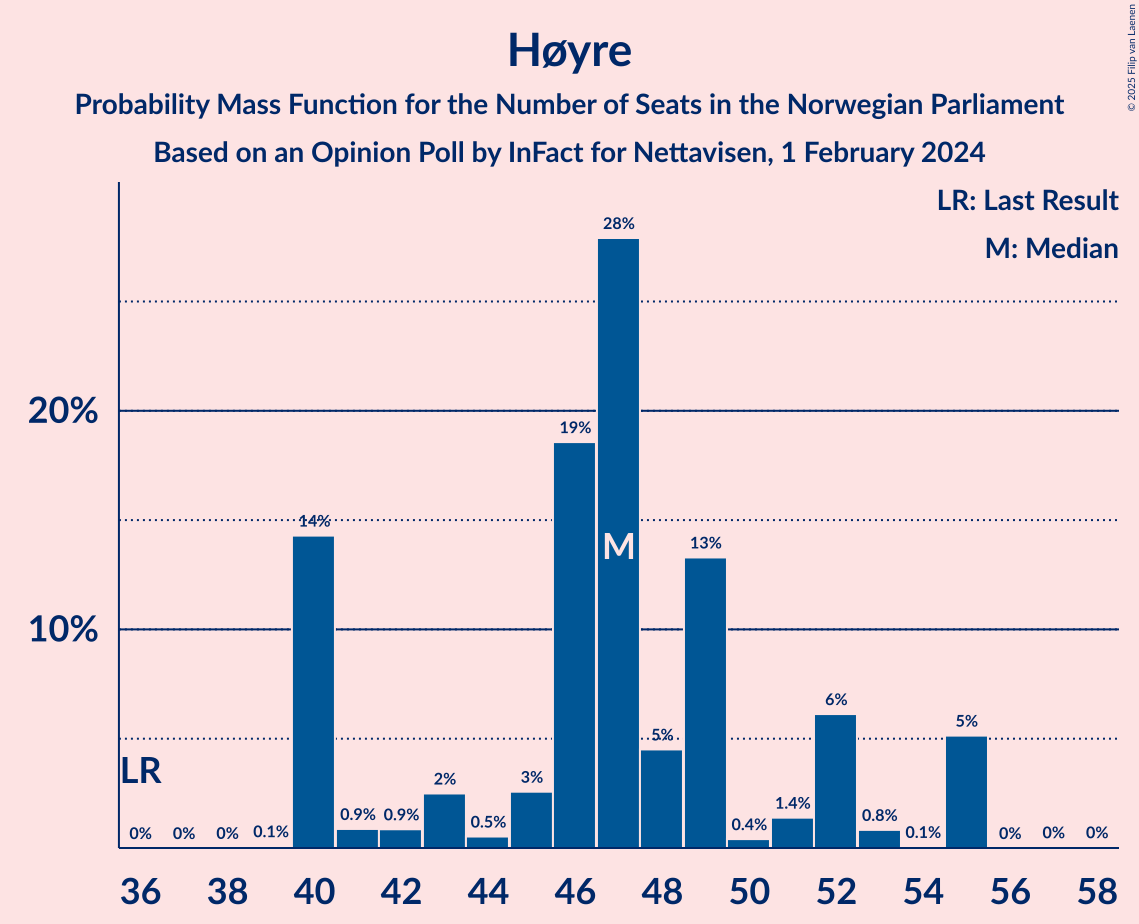 © 2025 Filip van Laenen
Høyre
Probability Mass Function for the Number of Seats in the Norwegian Parliament
Based on an Opinion Poll by InFact for Nettavisen, 1 February 2024
LR: Last Result
M: Median
20%
10%
LR
M
0% 0% 0% 0.1% 14% 0.9% 0.9% 2% 0.5% 3% 19% 28% 5% 13% 0.4% 1.4% 6% 0.8% 0.1% 5% 0% 0% 0%
36 38 40 42 44 46 48 50 52 54 56 58